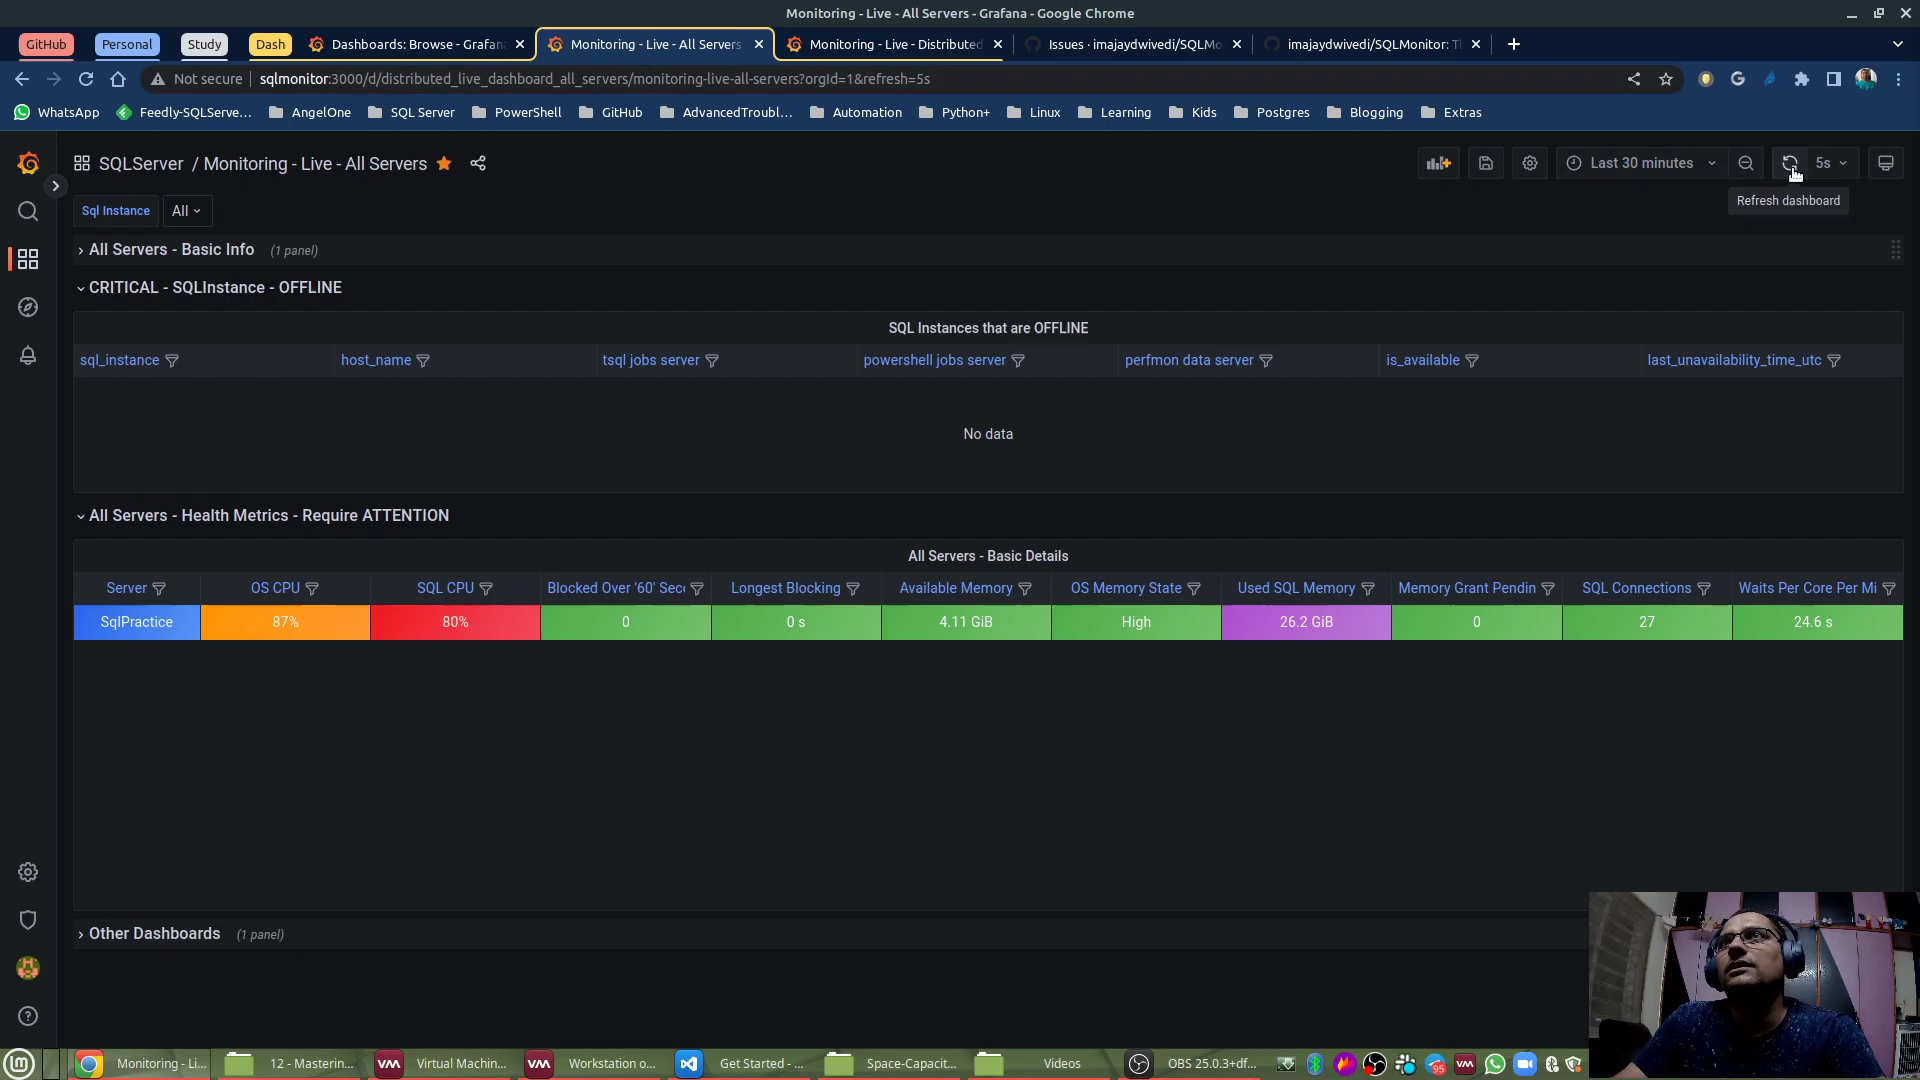 Monitoring - Live - All Servers - Grafana - Google Chrome
GitHub Personal Study Dash Dashboards: Browse - Grafana Monitoring - Live - All Servers Monitoring - Live - Distributed Issues · imajaydwivedi/SQLMo imajaydwivedi/SQLMonitor: T
Not secure sqlmonitor:3000/d/distributed_live_dashboard_all_servers/monitoring-live-all-servers?orgId=1&refresh=5s
WhatsApp Feedly-SQLServe... AngelOne SQL Server PowerShell GitHub AdvancedTroubl... Automation Python+ Linux Learning Kids Postgres Blogging Extras
SQLServer / Monitoring - Live - All Servers Last 30 minutes 5s
Refresh dashboard
Sql Instance All
All Servers - Basic Info (1 panel)
CRITICAL - SQLInstance - OFFLINE
SQL Instances that are OFFLINE
sql_instance host_name tsql jobs server powershell jobs server perfmon data server is_available last_unavailability_time_utc
No data
All Servers - Health Metrics - Require ATTENTION
All Servers - Basic Details
Server OS CPU SQL CPU Blocked Over '60' Sec Longest Blocking Available Memory OS Memory State Used SQL Memory Memory Grant Pendin SQL Connections Waits Per Core Per Mi
SqlPractice 87% 80% 0 0 s 4.11 GiB High 26.2 GiB 0 27 24.6 s
Other Dashboards (1 panel)
Monitoring - Li... 12 - Masterin... Virtual Machin... Workstation o... Get Started - ... Space-Capacit... Videos OBS 25.0.3+df... 95